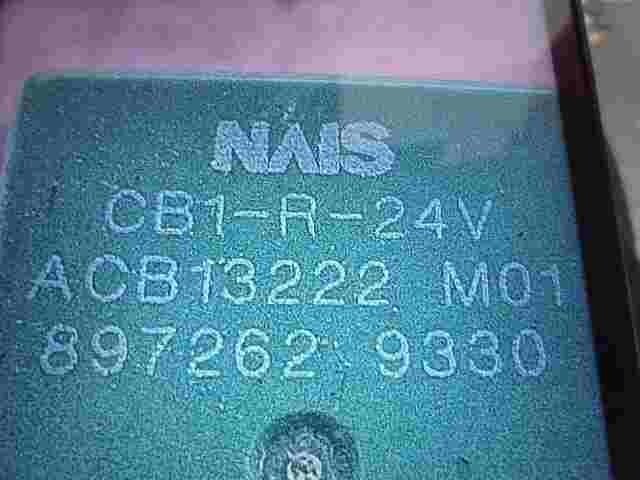 NAIS
CB1-R-24V
ACB13222 M01
897262 9330